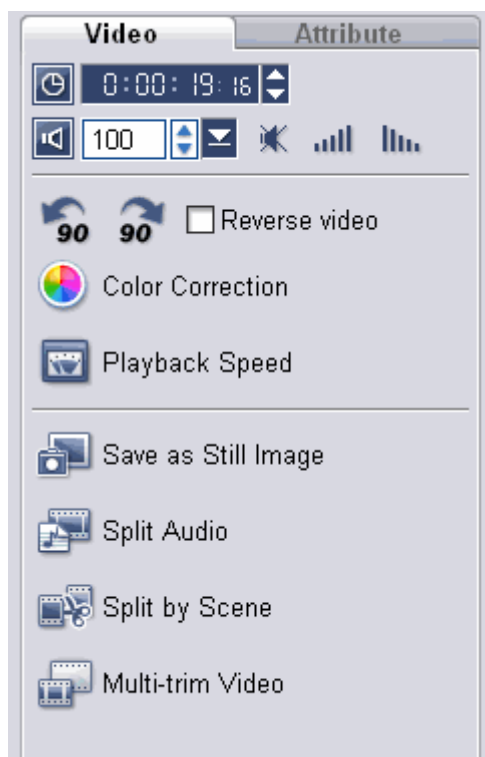 Video Attribute
0:00:19:16
100
90 90 Reverse video
Color Correction
Playback Speed
Save as Still Image
Split Audio
Split by Scene
Multi-trim Video